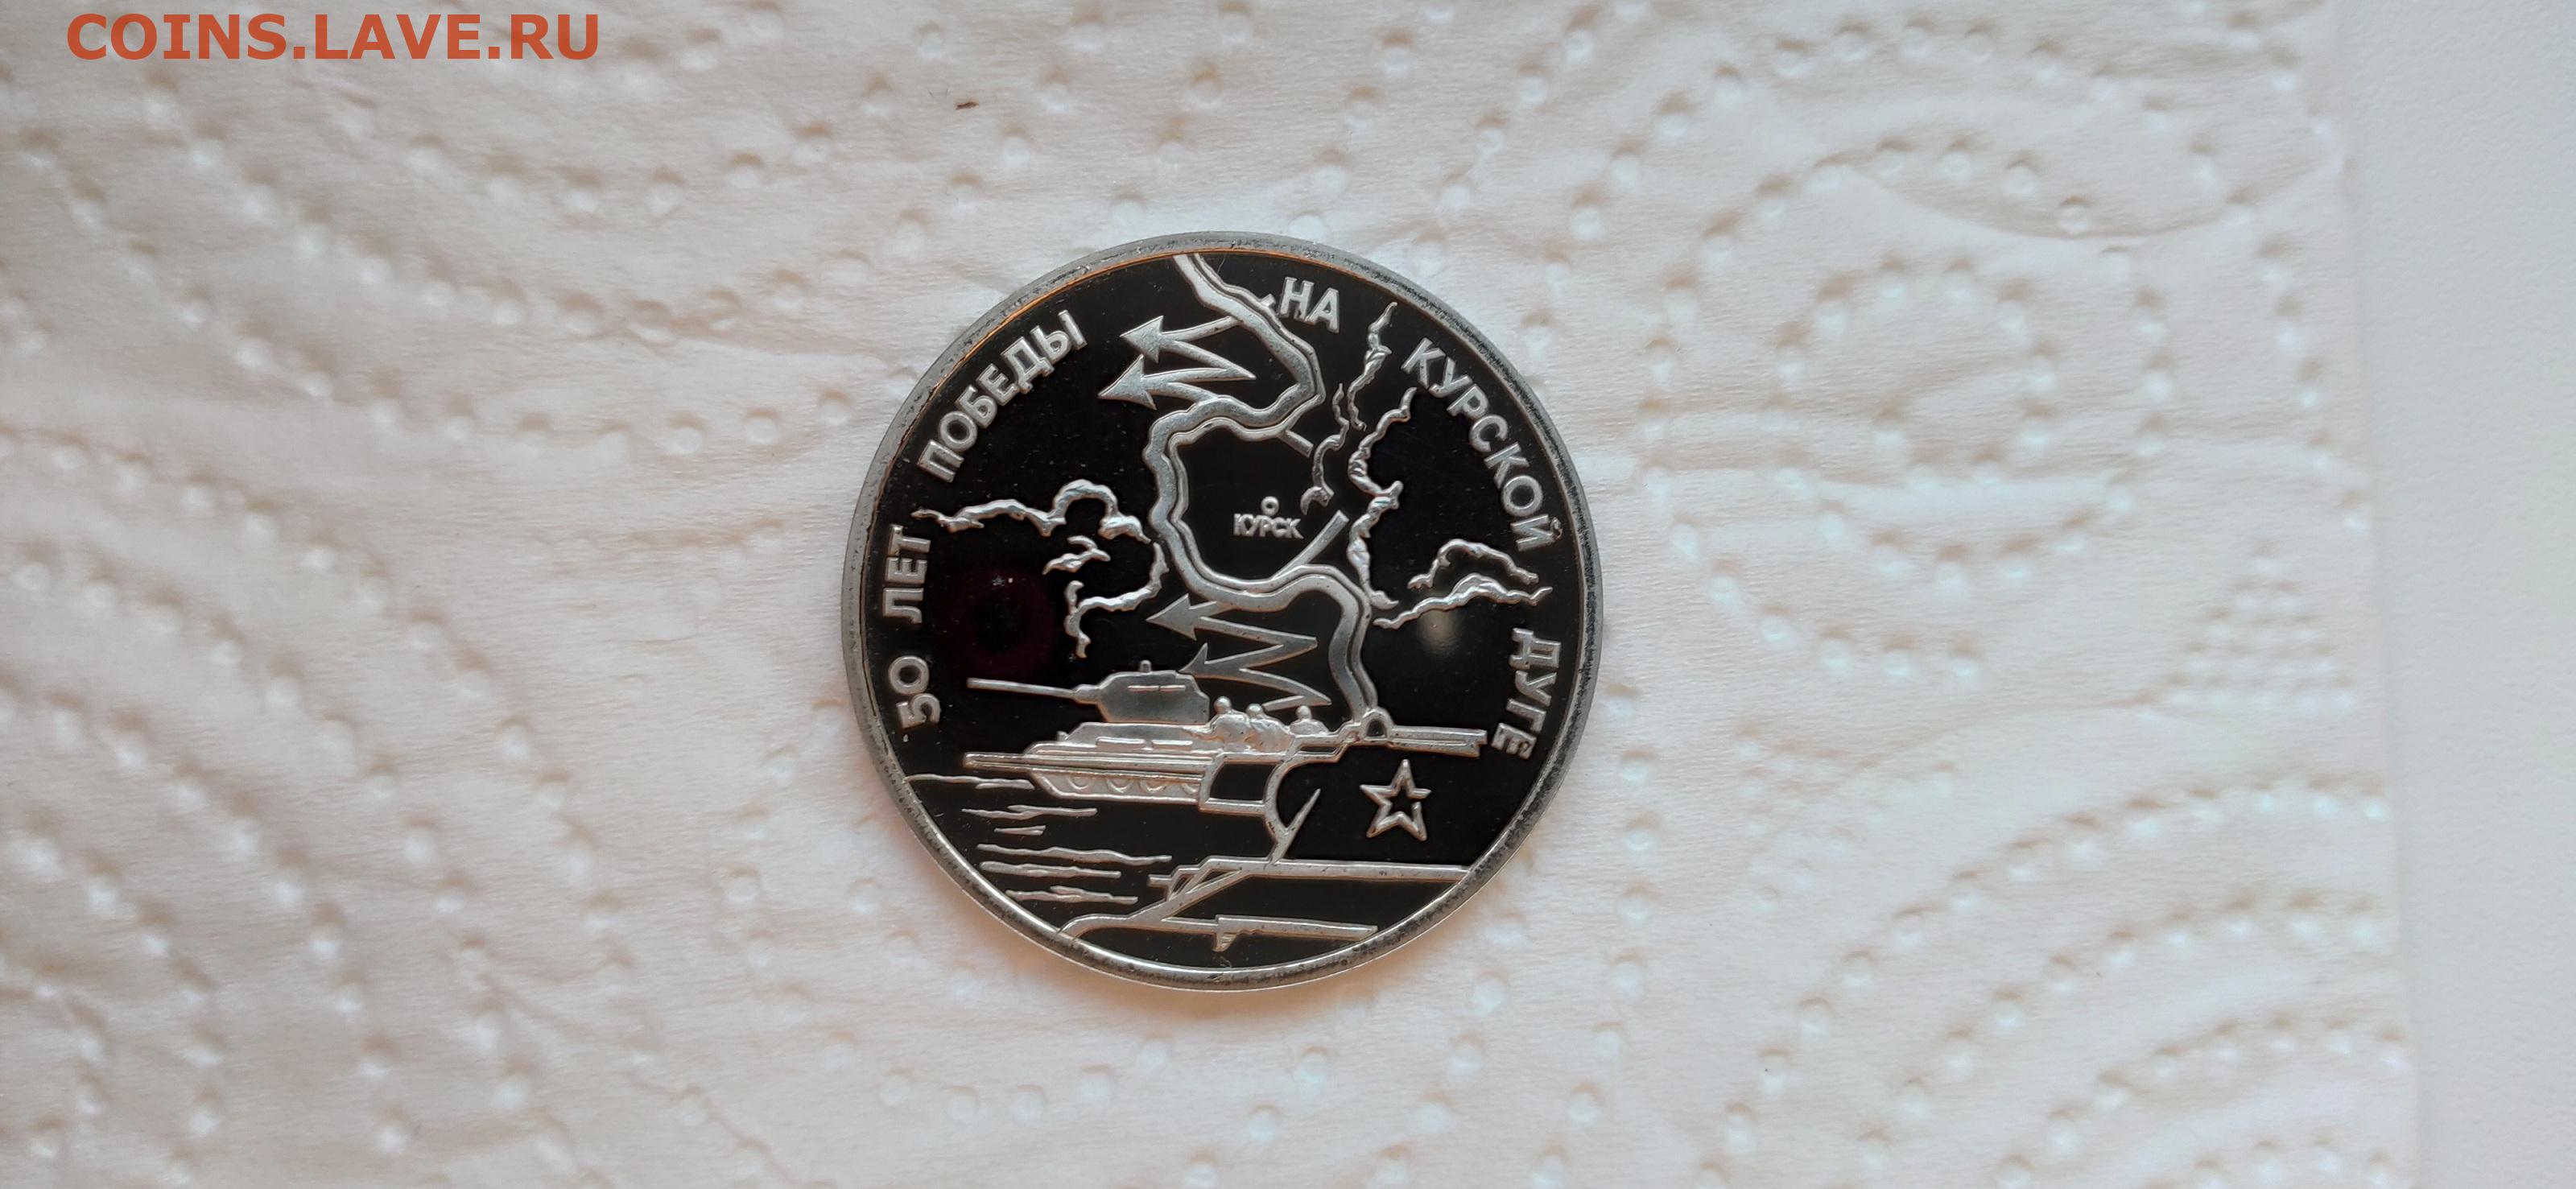 COINS.LAVE.RU
50 ЛЕТ ПОБЕДЫ НА КУРСКОЙ ДУГЕ
КУРСК